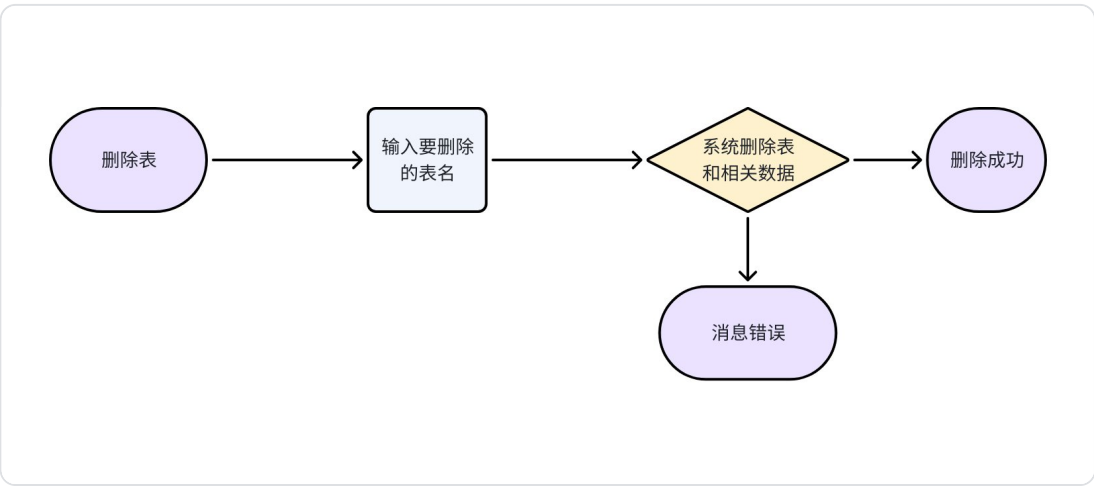 删除表
输入要删除
的表名
系统删除表
和相关数据
删除成功
消息错误